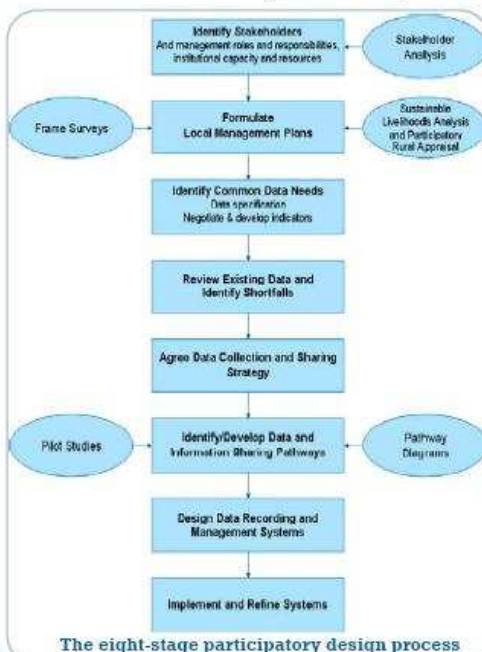 Identify Stakeholders
And management roles and responsibilities,
institutional capacity and resources
Stakelholder
Analysis
Frame Surveys
Formulate
Local Management Plans
Sustainable
Livelihoods Analysis
and Participatory
Rural Appraisal
Identify Common Data Needs
Data specification
Negotiate & develop indicators
Review Existing Data and
Identify Shortfalls
Agree Data Collection and Sharing
Strategy
Pilot Studies
Identify/Develop Data and
Information Sharing Pathways
Pathway
Diagrams
Design Data Recording and
Management Systems
Implement and Refine Systems
The eight-stage participatory design process